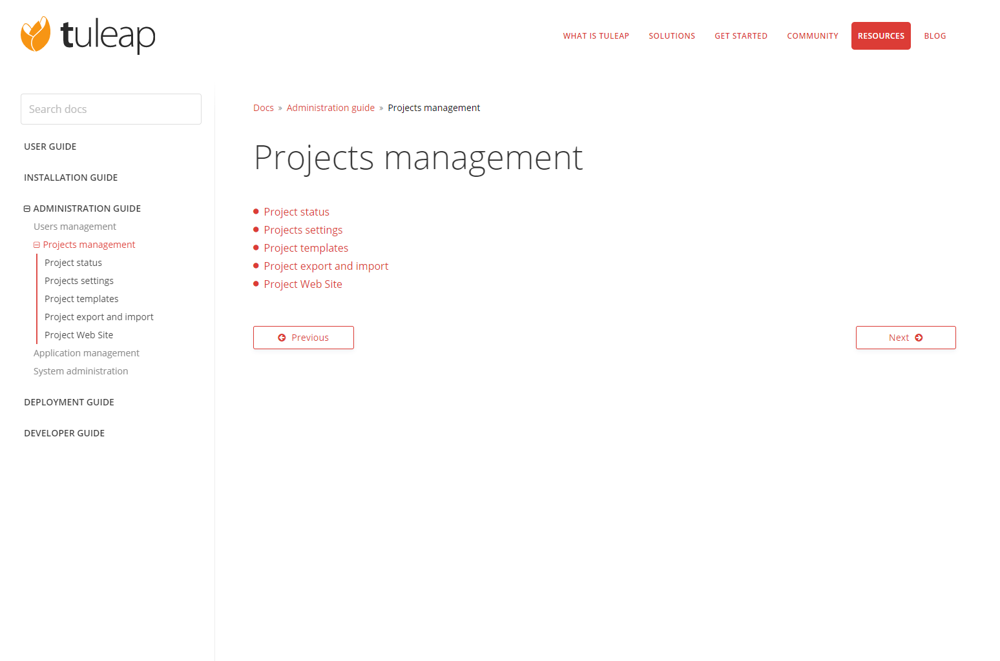 tuleap
WHAT IS TULEAP SOLUTIONS GET STARTED COMMUNITY RESOURCES BLOG
Search docs
USER GUIDE
INSTALLATION GUIDE
ADMINISTRATION GUIDE
Users management
Projects management
Project status
Projects settings
Project templates
Project export and import
Project Web Site
Application management
System administration
DEPLOYMENT GUIDE
DEVELOPER GUIDE
Docs » Administration guide » Projects management
Projects management
Project status
Projects settings
Project templates
Project export and import
Project Web Site
Previous
Next